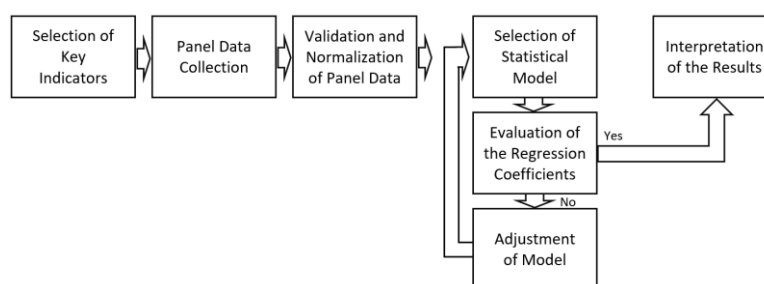 Selection of
Key
Indicators
Panel Data
Collection
Validation and
Normalization
of Panel Data
Selection of
Statistical
Model
Interpretation
of the Results
Evaluation of
the Regression
Coefficients
Yes
No
Adjustment
of Model